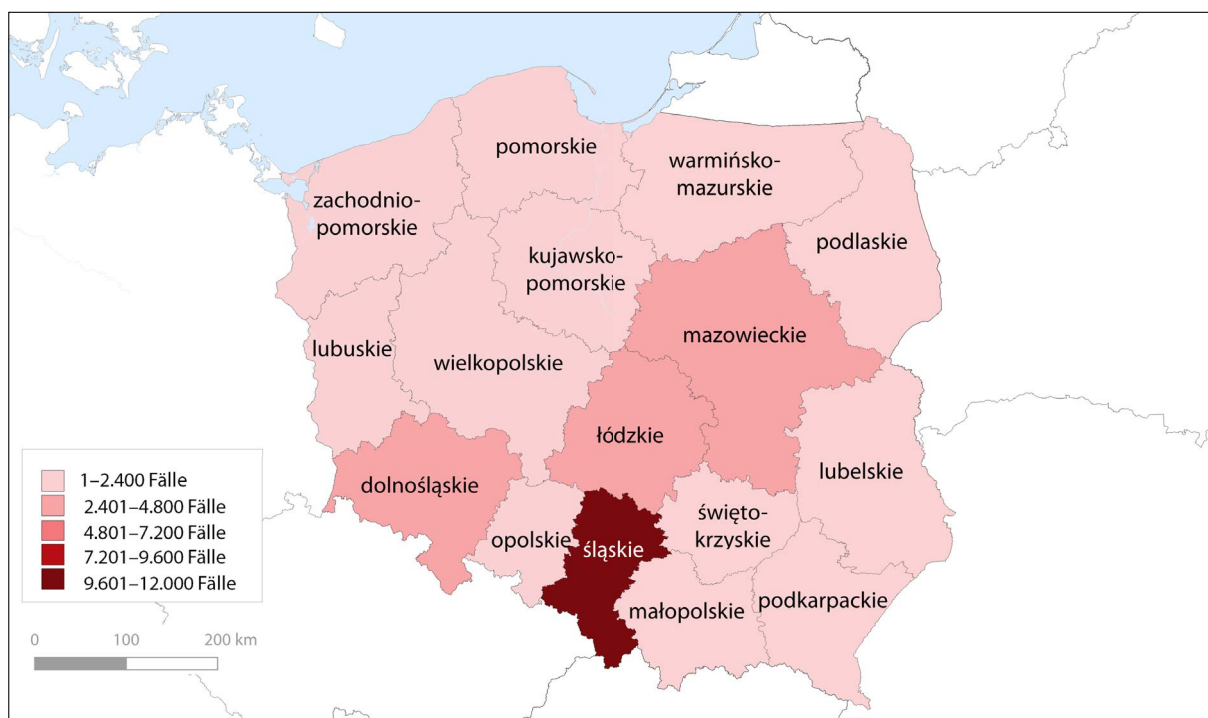 pomorskie
warmińsko-
mazurskie
zachodnio-
pomorskie
podlaskie
kujawsko-
pomorskie
mazowieckie
lubuskie
wielkopolskie
łódzkie
lubelskie
dolnośląskie
święto-
krzyskie
opolskie
śląskie
małopolskie
podkarpackie
1–2.400 Fälle
2.401–4.800 Fälle
4.801–7.200 Fälle
7.201–9.600 Fälle
9.601–12.000 Fälle
0 100 200 km